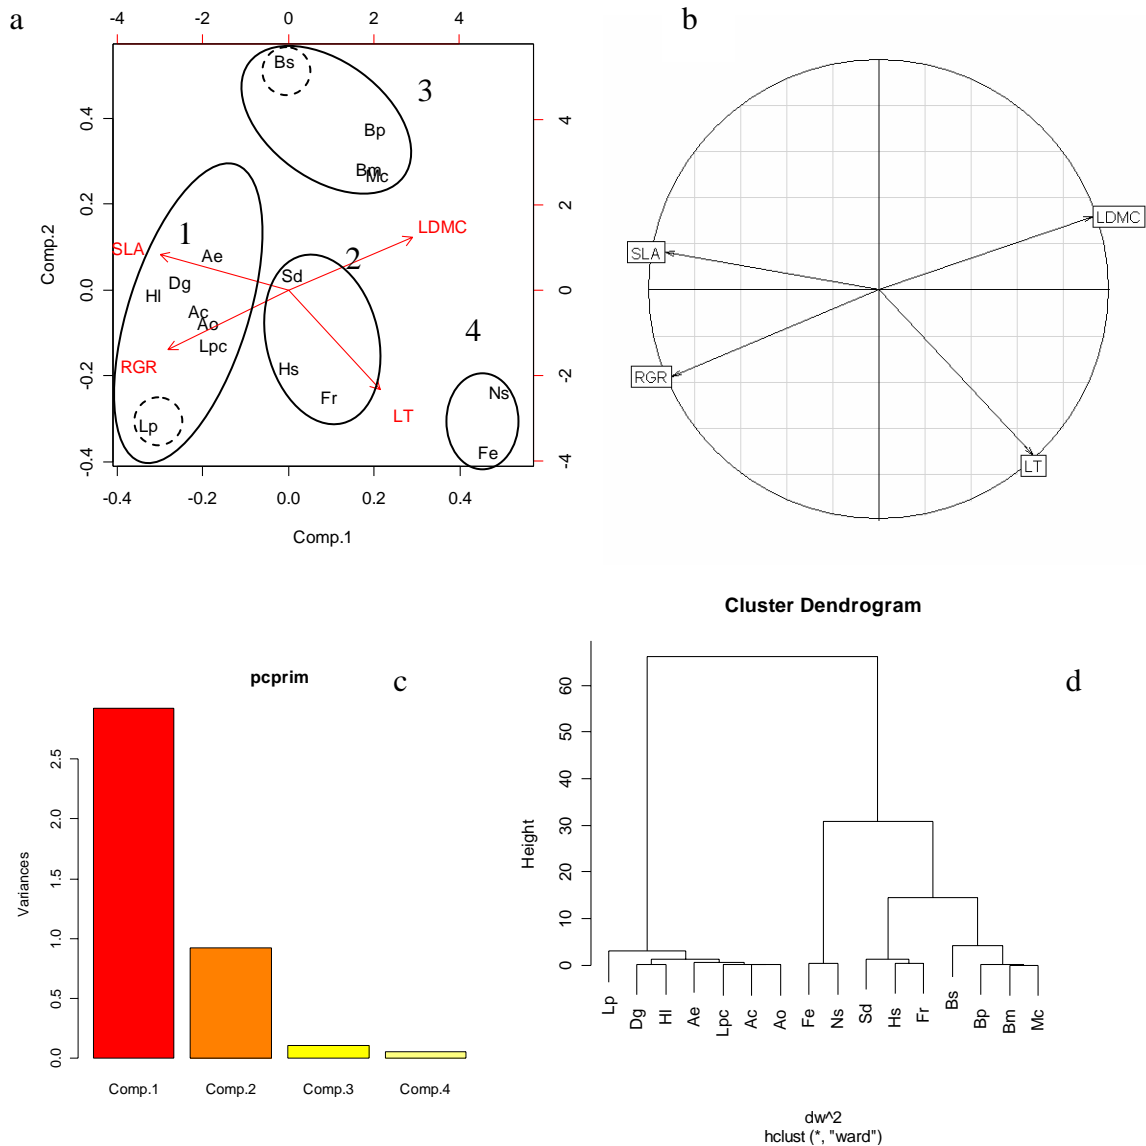 a
-4 -2 0 2 4
Bs
3
Bp
Bm
Mc
1
SLA
Ae
2
LDMC
Sd
Dg
Hl
Ac
Ao
Lpc
RGR
4
Hs
Fr
Ns
LT
Lp
Fe
0.4
0.2
0.0
-0.2
-0.4
Comp.2
4
2
0
-2
-4
-0.4 -0.2 0.0 0.2 0.4
Comp.1
b
LDMC
SLA
RGR
LT
pcprim
c
2.5
2.0
1.5
1.0
0.5
0.0
Variances
Comp.1 Comp.2 Comp.3 Comp.4
Cluster Dendrogram
d
60
50
40
30
20
10
0
Height
Lp Dg Hl Ae Lpc Ac Ao Fe Ns Sd Hs Fr Bs Bp Bm Mc
dw^2
hclust (*, "ward")